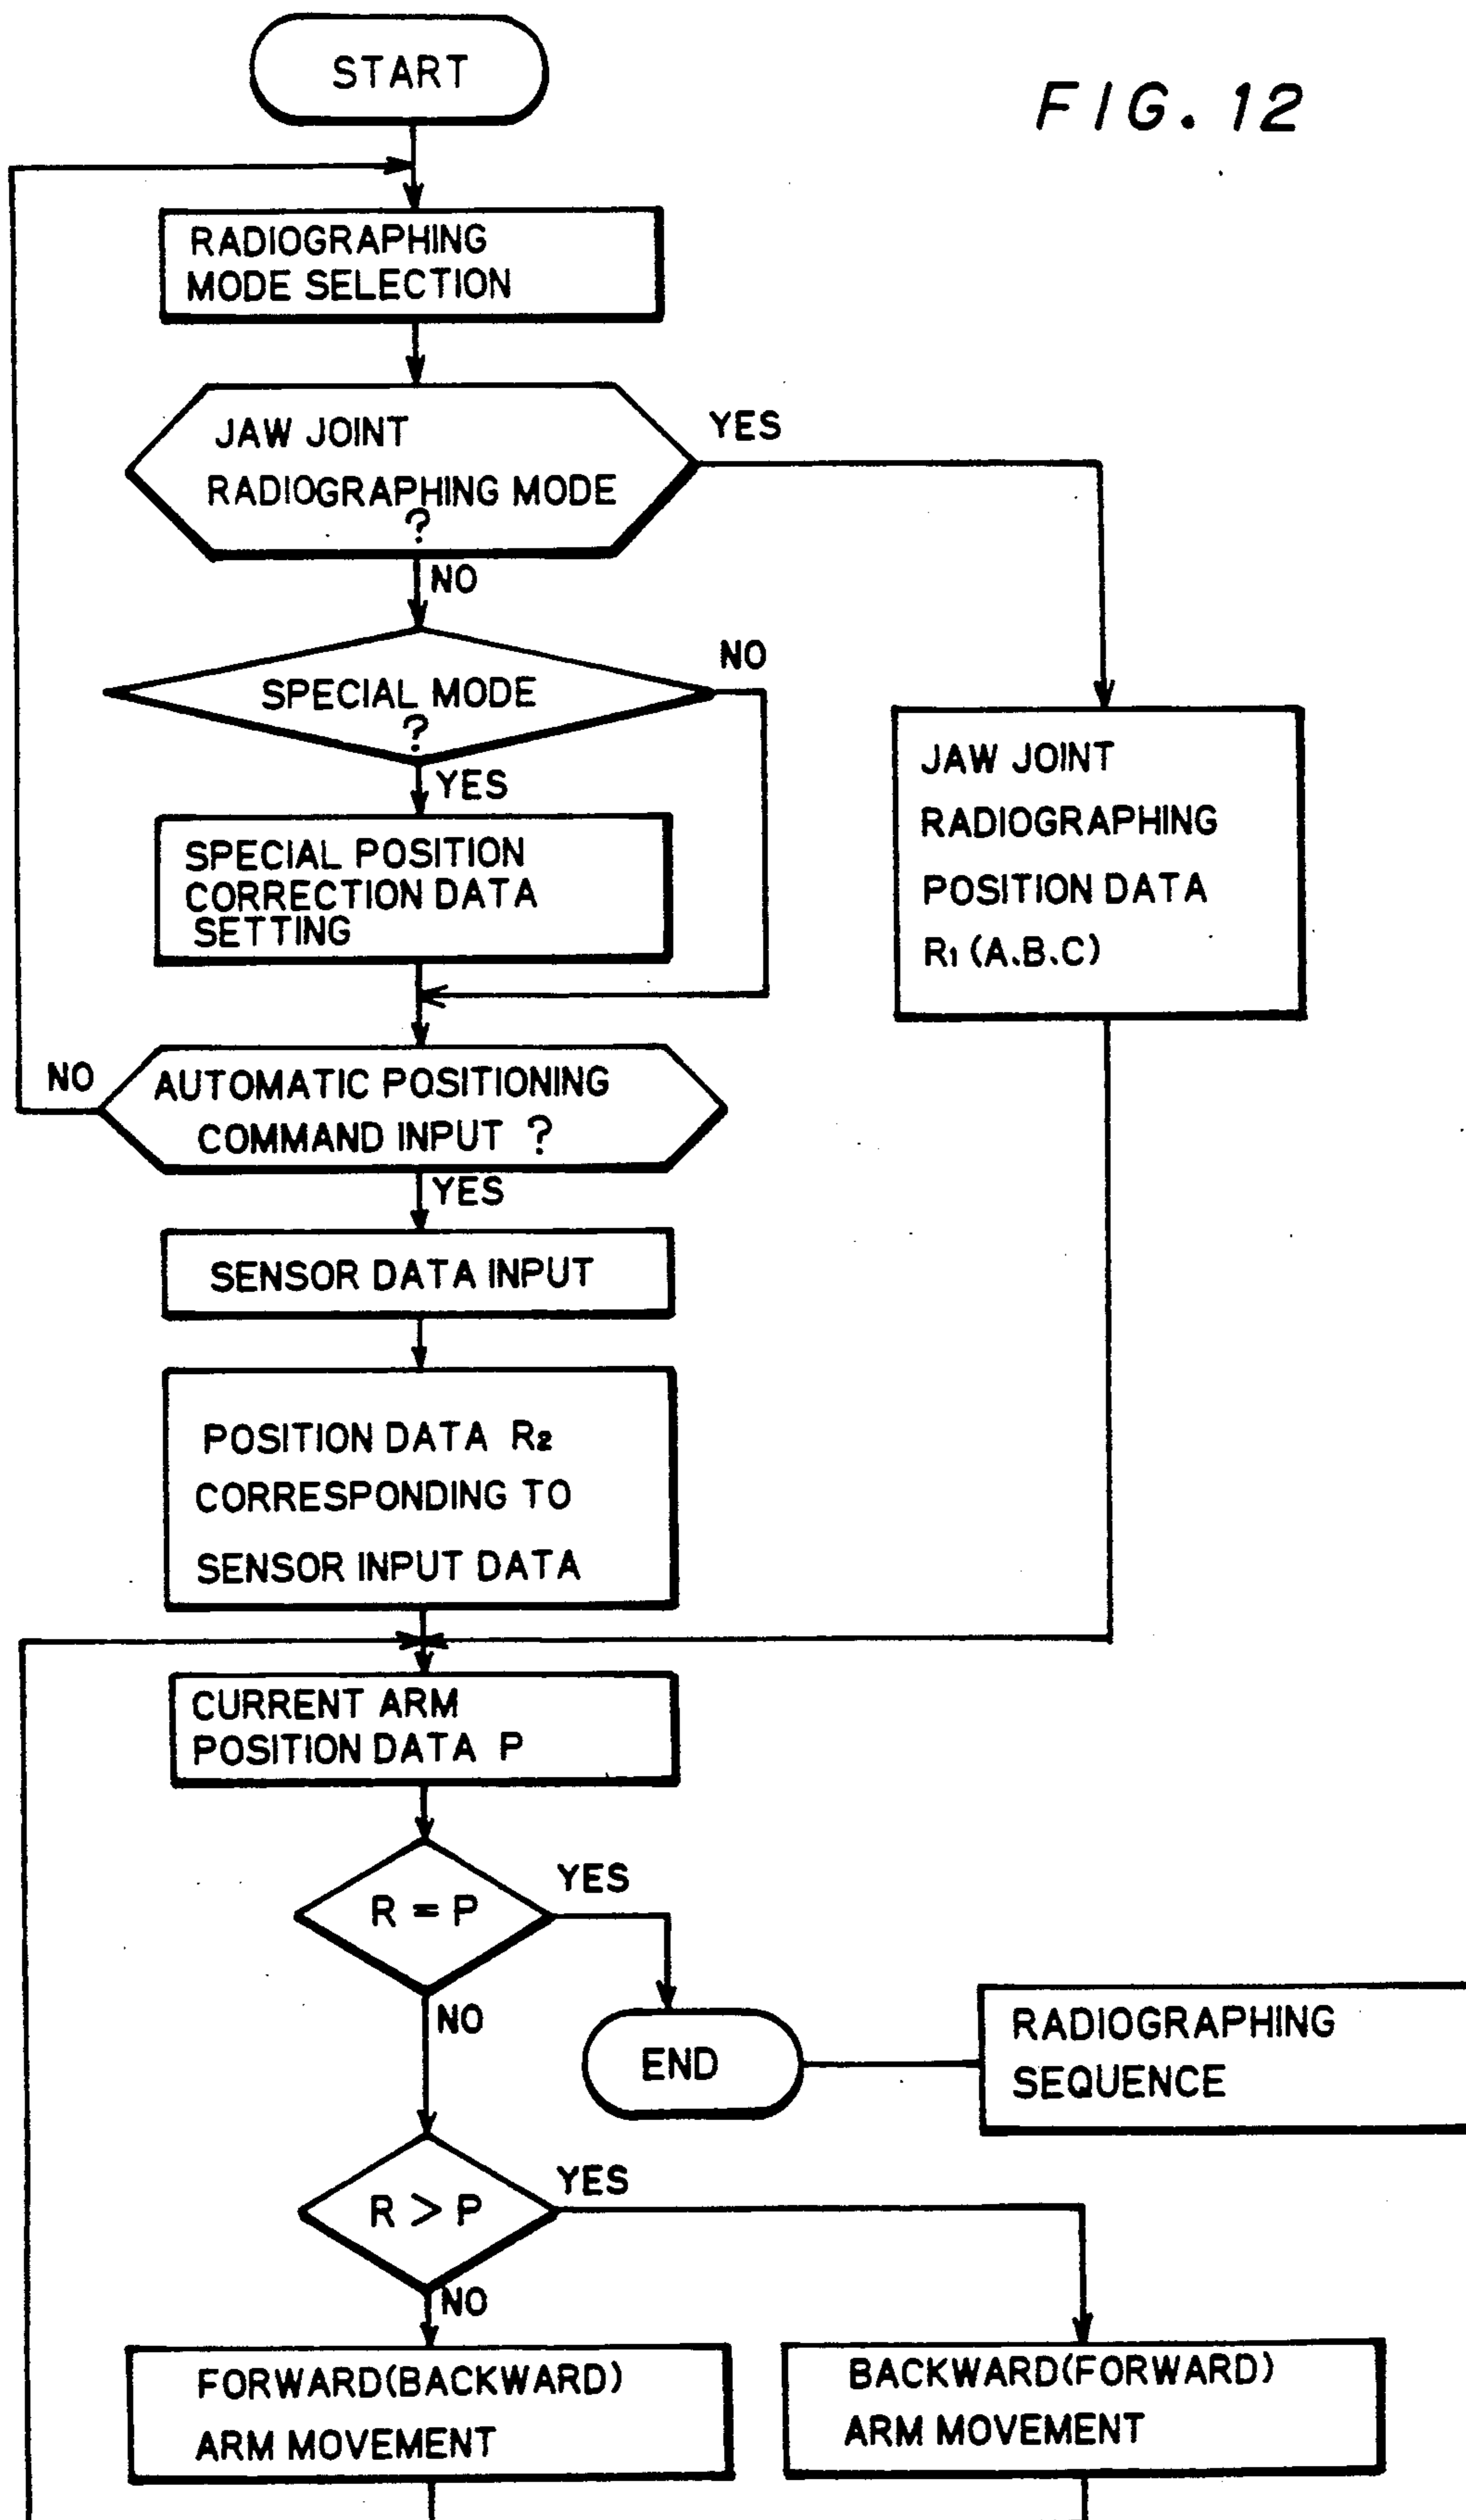 START
FIG. 12
RADIOGRAPHING
MODE SELECTION
JAW JOINT
RADIOGRAPHING MODE
?
YES
NO
SPECIAL MODE
?
NO
YES
SPECIAL POSITION
CORRECTION DATA
SETTING
JAW JOINT
RADIOGRAPHING
POSITION DATA
R1 (A.B.C)
NO
AUTOMATIC POSITIONING
COMMAND INPUT ?
YES
SENSOR DATA INPUT
POSITION DATA R2
CORRESPONDING TO
SENSOR INPUT DATA
CURRENT ARM
POSITION DATA P
R = P
YES
NO
END
RADIOGRAPHING
SEQUENCE
R > P
YES
NO
FORWARD(BACKWARD)
ARM MOVEMENT
BACKWARD(FORWARD)
ARM MOVEMENT